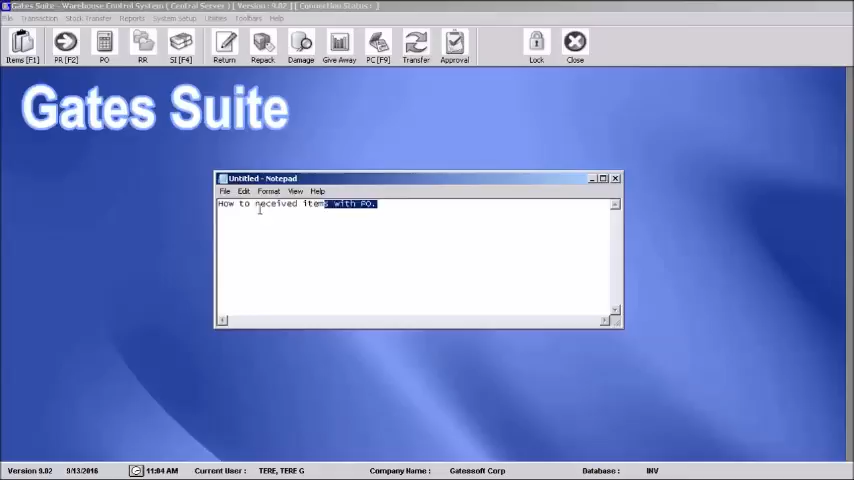 Gates Suite - Warehouse Control System ( Central Server ) [ Version : 9.02 ] [ Connection Status : ]
File Transaction Stock Transfer Reports System Setup Utilities Toolbars Help
Items [F1] PR [F2] PO RR SI [F4] Return Repack Damage Give Away PC [F9] Transfer Approval Lock Close
Gates Suite
Untitled - Notepad
File Edit Format View Help
How to received items with PO.
Version 9.02 9/13/2016 11:04 AM Current User : TERE, TERE G Company Name : Gatessoft Corp Database : INV